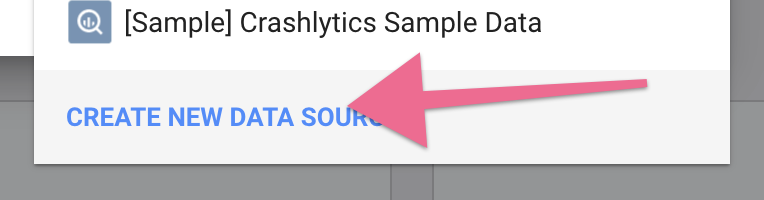 [Sample] Crashlytics Sample Data
CREATE NEW DATA